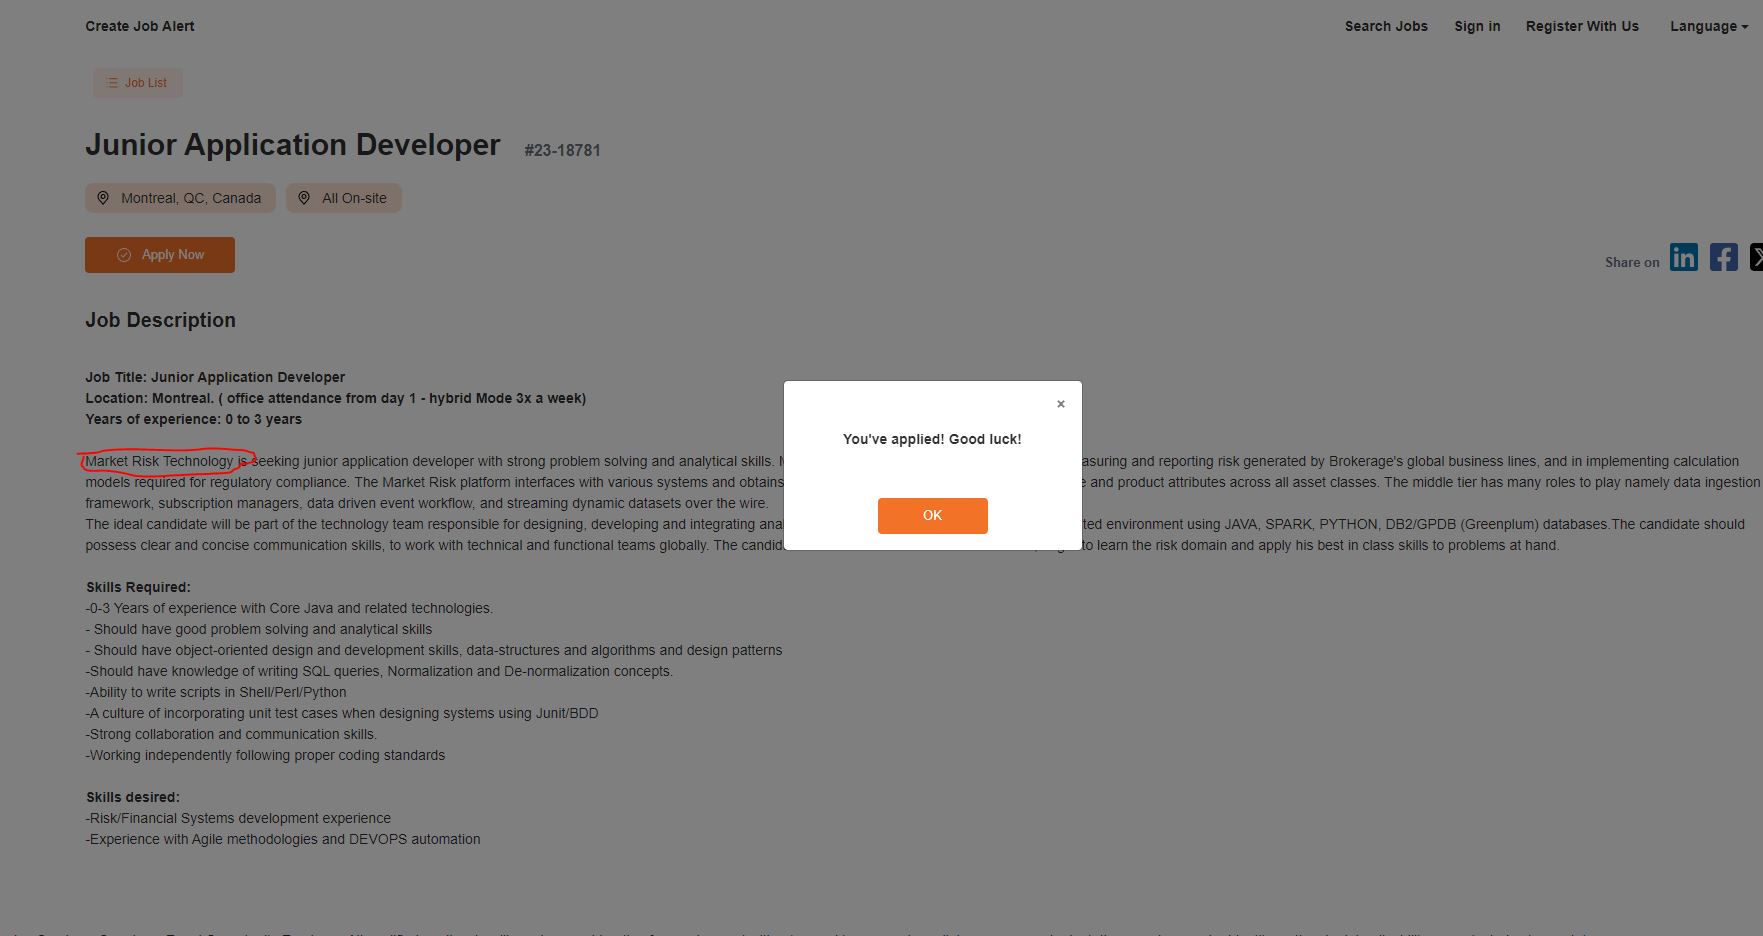 Create Job Alert
Search Jobs Sign in Register With Us Language
Job List
Junior Application Developer #23-18781
Montreal, QC, Canada All On-site
Apply Now
Share on
Job Description
Job Title: Junior Application Developer
Location: Montreal. ( office attendance from day 1 - hybrid Mode 3x a week)
Years of experience: 0 to 3 years
Market Risk Technology is seeking junior application developer with strong problem solving and analytical skills. asuring and reporting risk generated by Brokerage's global business lines, and in implementing calculation
models required for regulatory compliance. The Market Risk platform interfaces with various systems and obtains and product attributes across all asset classes. The middle tier has many roles to play namely data ingestion
framework, subscription managers, data driven event workflow, and streaming dynamic datasets over the wire.
The ideal candidate will be part of the technology team responsible for designing, developing and integrating ana ted environment using JAVA, SPARK, PYTHON, DB2/GPDB (Greenplum) databases.The candidate should
possess clear and concise communication skills, to work with technical and functional teams globally. The candid to learn the risk domain and apply his best in class skills to problems at hand.
Skills Required:
-0-3 Years of experience with Core Java and related technologies.
- Should have good problem solving and analytical skills
- Should have object-oriented design and development skills, data-structures and algorithms and design patterns
-Should have knowledge of writing SQL queries, Normalization and De-normalization concepts.
-Ability to write scripts in Shell/Perl/Python
-A culture of incorporating unit test cases when designing systems using Junit/BDD
-Strong collaboration and communication skills.
-Working independently following proper coding standards
Skills desired:
-Risk/Financial Systems development experience
-Experience with Agile methodologies and DEVOPS automation
×
You've applied! Good luck!
OK